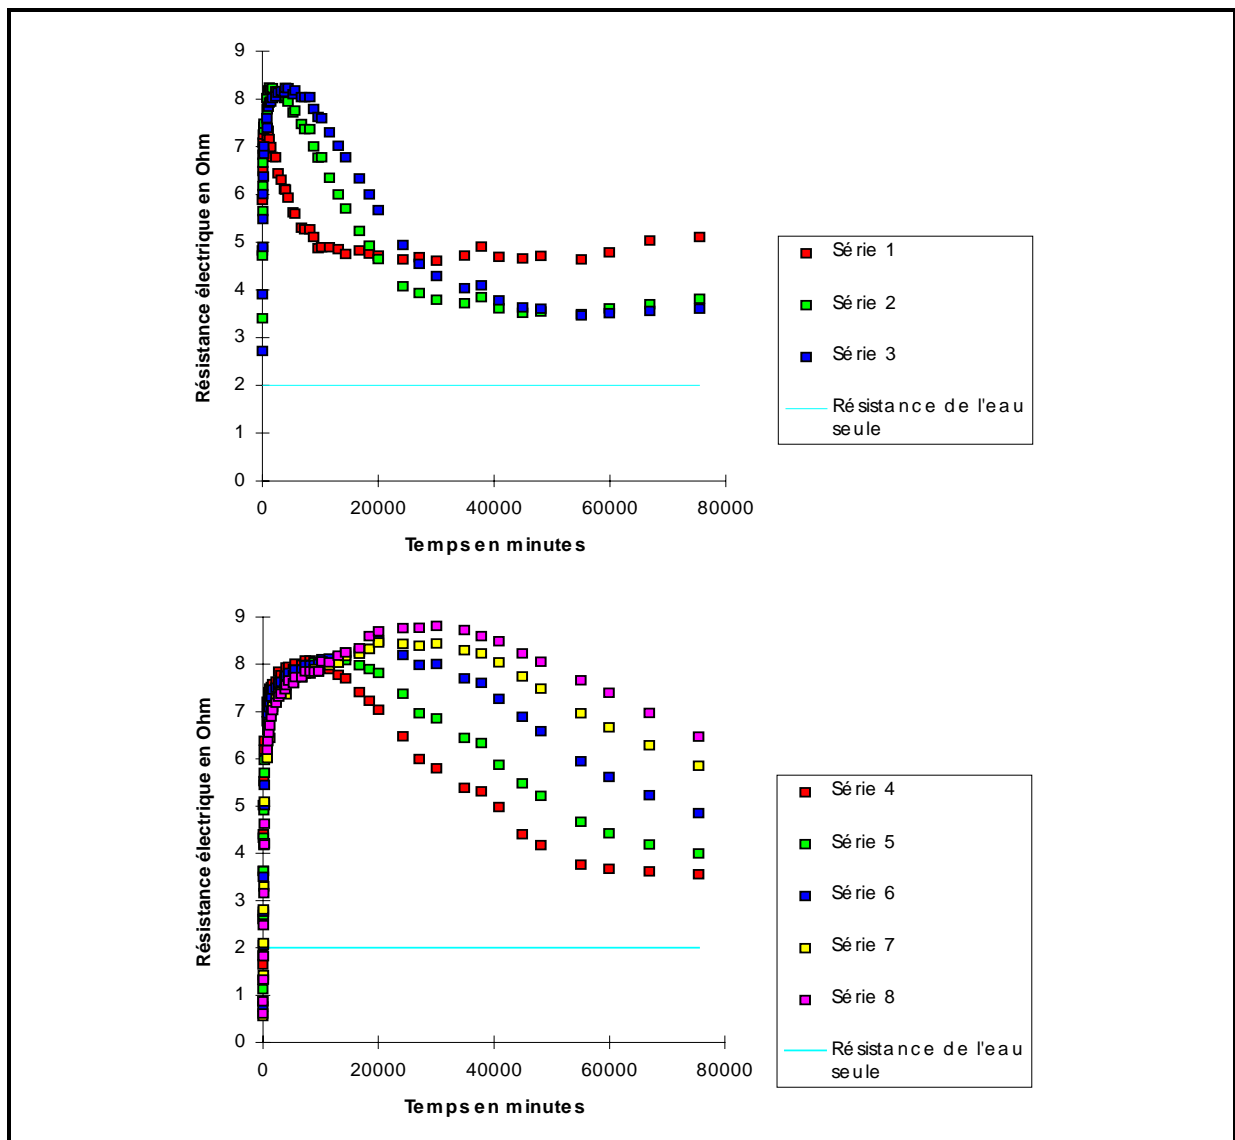 9
8
7
6
5
4
3
2
1
0
Résistance électrique en Ohm
0 20000 40000 60000 80000
Temps en minutes
Série 1
Série 2
Série 3
Résistance de l'eau
seule
9
8
7
6
5
4
3
2
1
0
Résistance électrique en Ohm
0 20000 40000 60000 80000
Temps en minutes
Série 4
Série 5
Série 6
Série 7
Série 8
Résistance de l'eau
seule